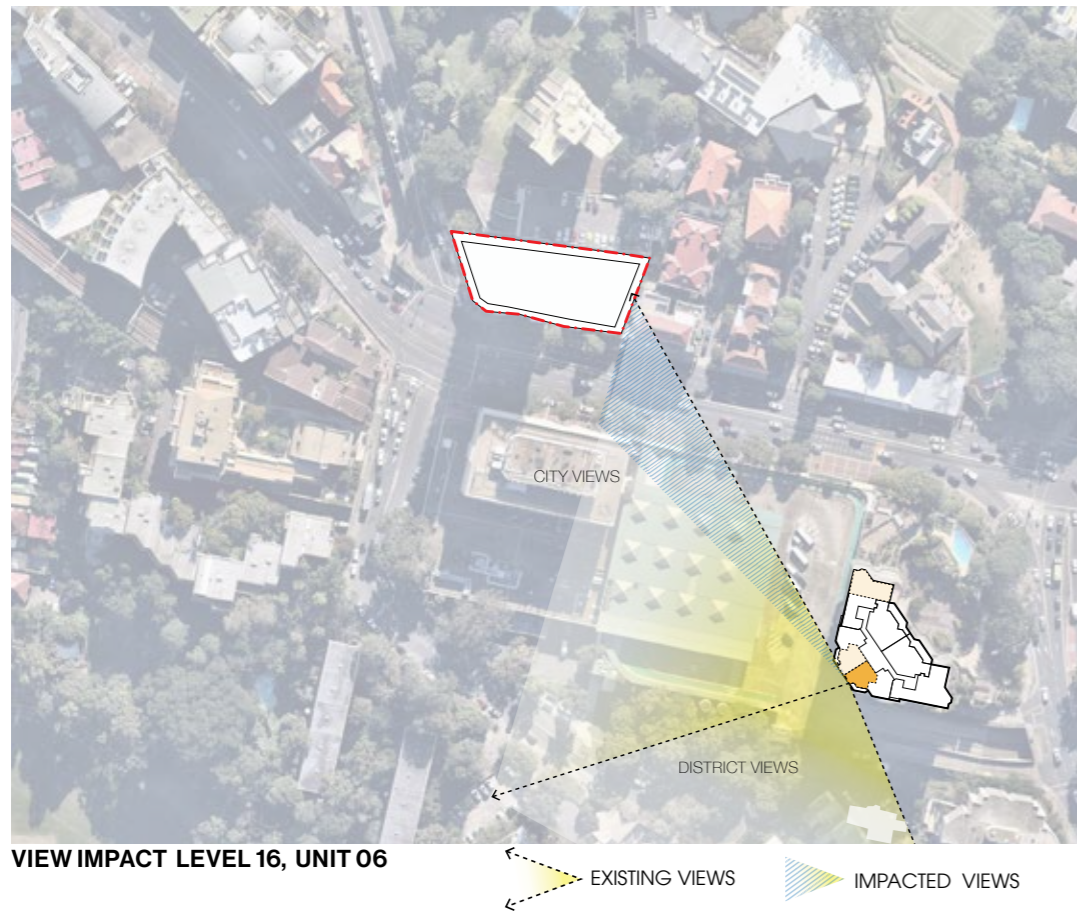 CITY VIEWS
DISTRICT VIEWS
VIEW IMPACT LEVEL 16, UNIT 06
EXISTING VIEWS
IMPACTED VIEWS